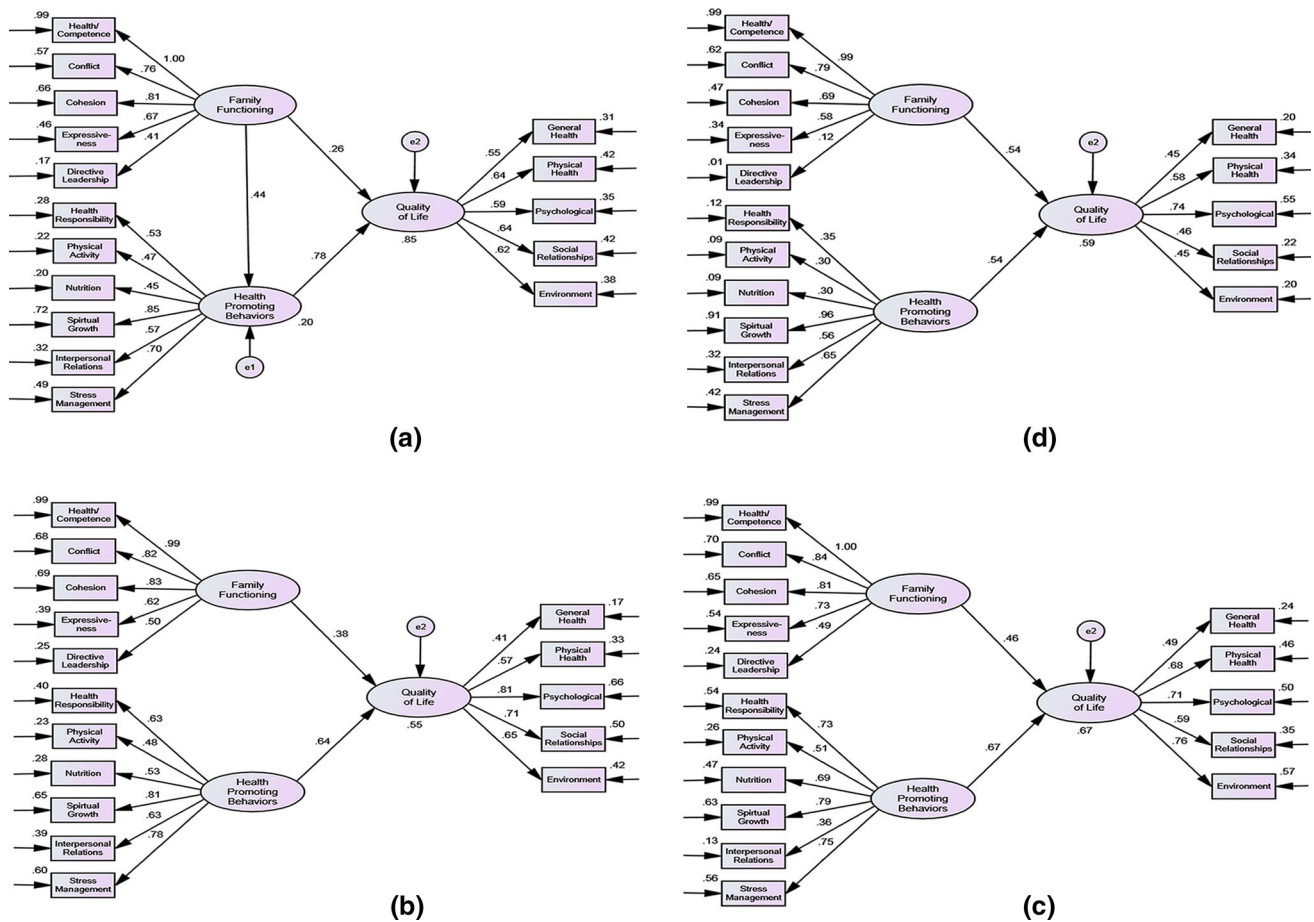 .99
Health/
Competence
1.00
.57
Conflict
.76
.66
Cohesion
.81
.46
Expressive-
ness
.67
.17
Directive
Leadership
.41
Family
Functioning
.26
.44
.28
Health
Responsibility
.53
.22
Physical
Activity
.47
.20
Nutrition
.45
.72
Spirtual
Growth
.85
.32
Interpersonal
Relations
.57
.49
Stress
Management
.70
Health
Promoting
Behaviors
.20
e1
.78
e2
Quality
of Life
.85
.55
General
Health
.31
.64
Physical
Health
.42
.59
Psychological
.35
.64
Social
Relationships
.42
.62
Environment
.38
(a)
.99
Health/
Competence
.99
.62
Conflict
.79
.47
Cohesion
.69
.34
Expressive-
ness
.58
.01
Directive
Leadership
.12
Family
Functioning
.54
.12
Health
Responsibility
.35
.09
Physical
Activity
.30
.09
Nutrition
.30
.91
Spirtual
Growth
.96
.32
Interpersonal
Relations
.56
.42
Stress
Management
.65
Health
Promoting
Behaviors
.54
e2
Quality
of Life
.59
.45
General
Health
.20
.58
Physical
Health
.34
.74
Psychological
.55
.46
Social
Relationships
.22
.45
Environment
.20
(d)
.99
Health/
Competence
.99
.68
Conflict
.82
.69
Cohesion
.83
.39
Expressive-
ness
.62
.25
Directive
Leadership
.50
Family
Functioning
.38
.40
Health
Responsibility
.63
.23
Physical
Activity
.48
.28
Nutrition
.53
.65
Spirtual
Growth
.81
.39
Interpersonal
Relations
.63
.60
Stress
Management
.78
Health
Promoting
Behaviors
.64
e2
Quality
of Life
.55
.41
General
Health
.17
.57
Physical
Health
.33
.81
Psychological
.66
.71
Social
Relationships
.50
.65
Environment
.42
(b)
.99
Health/
Competence
1.00
.70
Conflict
.84
.65
Cohesion
.81
.54
Expressive-
ness
.73
.24
Directive
Leadership
.49
Family
Functioning
.46
.54
Health
Responsibility
.73
.26
Physical
Activity
.51
.47
Nutrition
.69
.63
Spirtual
Growth
.79
.13
Interpersonal
Relations
.36
.56
Stress
Management
.75
Health
Promoting
Behaviors
.67
e2
Quality
of Life
.67
.49
General
Health
.24
.68
Physical
Health
.46
.71
Psychological
.50
.59
Social
Relationships
.35
.76
Environment
.57
(c)